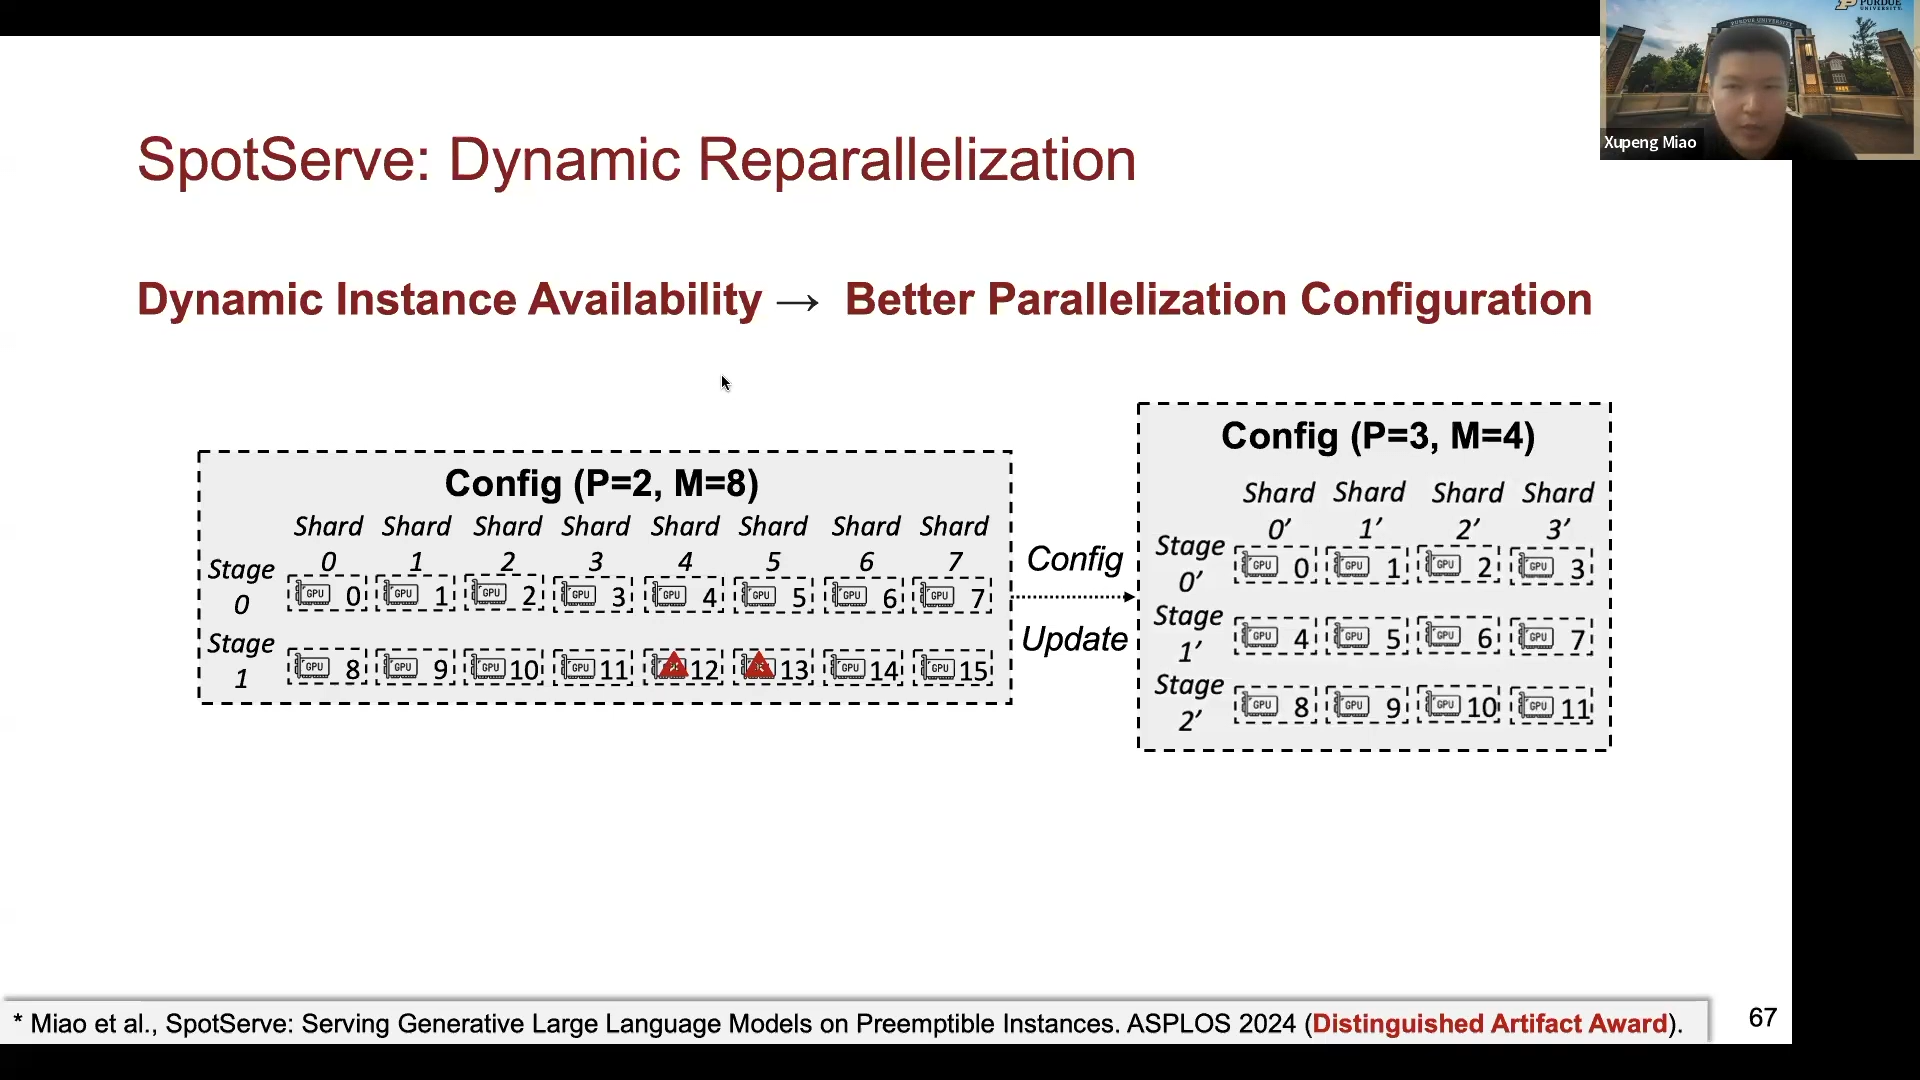 PURDUE
UNIVERSITY
PURDUE UNIVERSITY
Xupeng Miao
SpotServe: Dynamic Reparallelization
Dynamic Instance Availability → Better Parallelization Configuration
Config (P=2, M=8)
Shard Shard Shard Shard Shard Shard Shard Shard
0 1 2 3 4 5 6 7
Stage
0
GPU 0 GPU 1 GPU 2 GPU 3 GPU 4 GPU 5 GPU 6 GPU 7
Stage
1
GPU 8 GPU 9 GPU 10 GPU 11 12 13 GPU 14 GPU 15
Config
Update
Config (P=3, M=4)
Shard Shard Shard Shard
0’ 1’ 2’ 3’
Stage
0’
GPU 0 GPU 1 GPU 2 GPU 3
Stage
1’
GPU 4 GPU 5 GPU 6 GPU 7
Stage
2’
GPU 8 GPU 9 GPU 10 GPU 11
* Miao et al., SpotServe: Serving Generative Large Language Models on Preemptible Instances. ASPLOS 2024 (Distinguished Artifact Award).
67